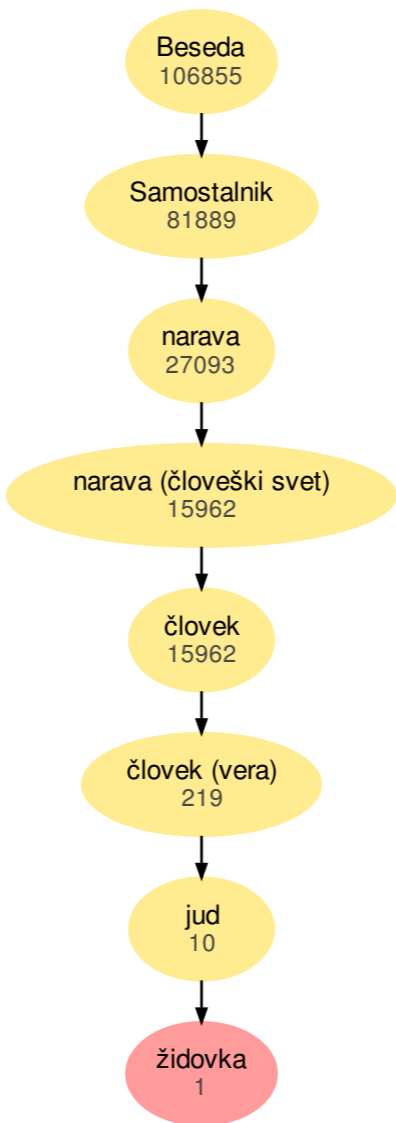 Beseda
106855
Samostalnik
81889
narava
27093
narava (človeški svet)
15962
človek
15962
človek (vera)
219
jud
10
židovka
1